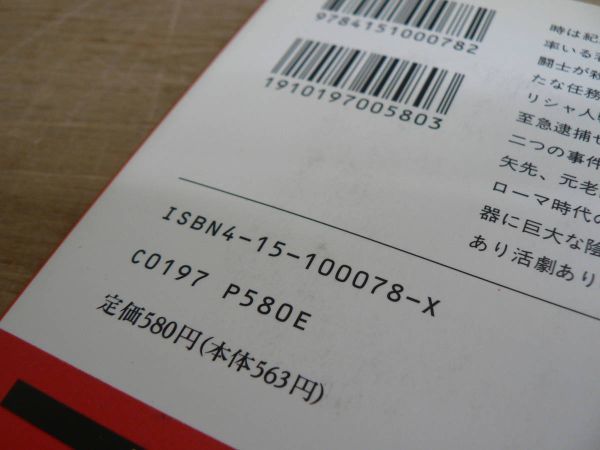 9784151000782
1910197005803
ISBN4-15-100078-X
C0197 P580E
定価580円(本体563円)
時は紀
率いる
闘士が
たな任務
リシャ人
至急逮捕
二つの事件
矢先、元老
ローマ時代の
器に巨大な陰
あり活劇あり